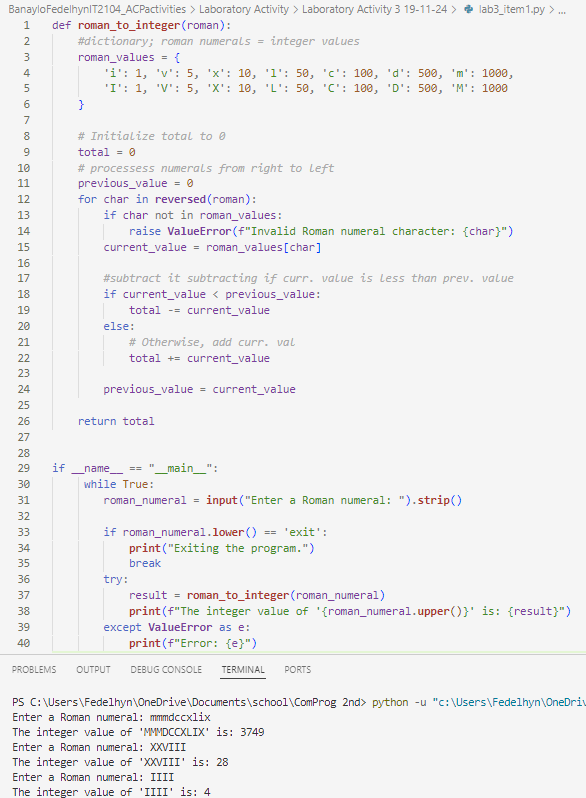 BanayloFedelhynIT2104_ACPactivities > Laboratory Activity > Laboratory Activity 3 19-11-24 > lab3_item1.py > ...
1 def roman_to_integer(roman):
2     #dictionary; roman numerals = integer values
3     roman_values = {
4         'i': 1, 'v': 5, 'x': 10, 'l': 50, 'c': 100, 'd': 500, 'm': 1000,
5         'I': 1, 'V': 5, 'X': 10, 'L': 50, 'C': 100, 'D': 500, 'M': 1000
6     }
7
8     # Initialize total to 0
9     total = 0
10     # processess numerals from right to left
11     previous_value = 0
12     for char in reversed(roman):
13         if char not in roman_values:
14             raise ValueError(f"Invalid Roman numeral character: {char}")
15         current_value = roman_values[char]
16
17         #subtract it subtracting if curr. value is less than prev. value
18         if current_value < previous_value:
19             total -= current_value
20         else:
21             # Otherwise, add curr. val
22             total += current_value
23
24         previous_value = current_value
25
26     return total
27
28
29 if __name__ == "__main__":
30      while True:
31         roman_numeral = input("Enter a Roman numeral: ").strip()
32
33         if roman_numeral.lower() == 'exit':
34             print("Exiting the program.")
35             break
36         try:
37             result = roman_to_integer(roman_numeral)
38             print(f"The integer value of '{roman_numeral.upper()}' is: {result}")
39         except ValueError as e:
40             print(f"Error: {e}")
PROBLEMS OUTPUT DEBUG CONSOLE TERMINAL PORTS
PS C:\Users\Fedelhyn\OneDrive\Documents\school\ComProg 2nd> python -u "c:\Users\Fedelhyn\OneDriv
Enter a Roman numeral: mmmdccxlix
The integer value of 'MMMDCCXLIX' is: 3749
Enter a Roman numeral: XXVIII
The integer value of 'XXVIII' is: 28
Enter a Roman numeral: IIII
The integer value of 'IIII' is: 4